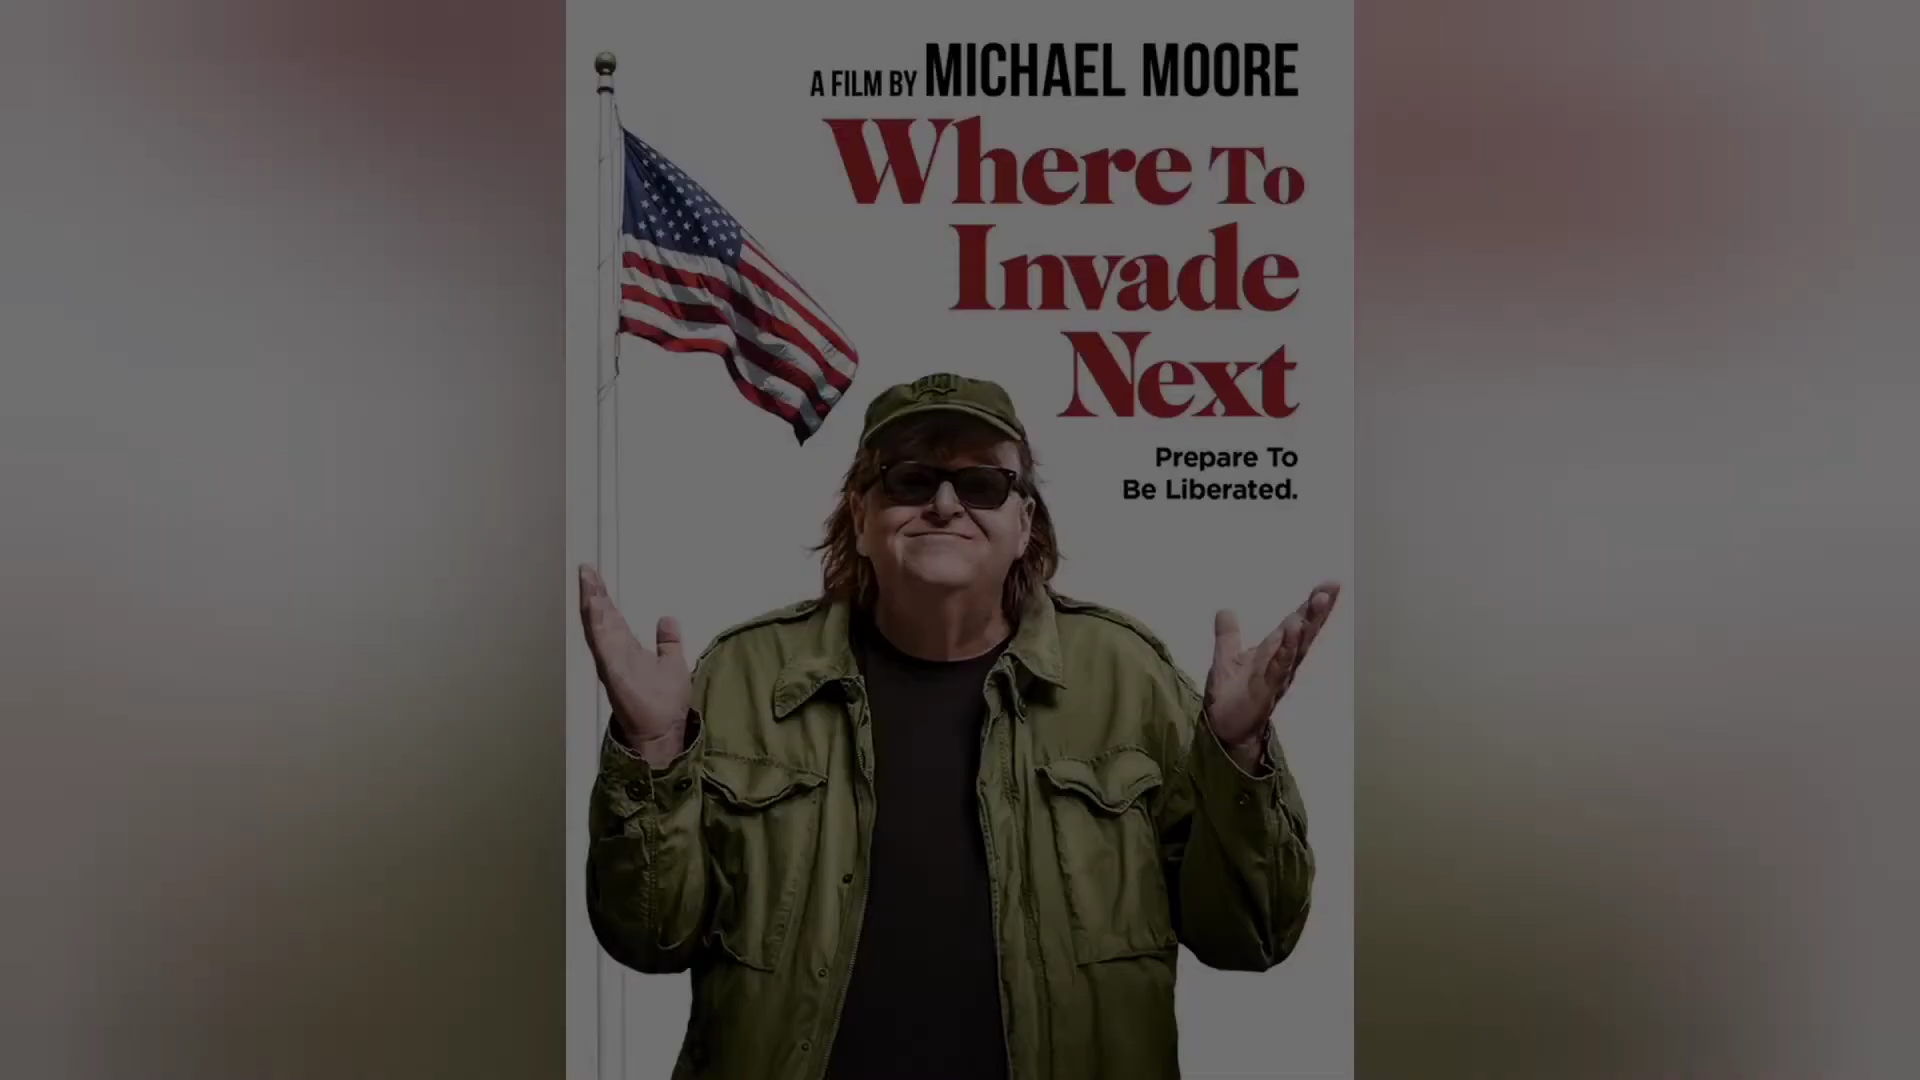 A FILM BY MICHAEL MOORE
Where To
Invade
Next
Prepare To
Be Liberated.